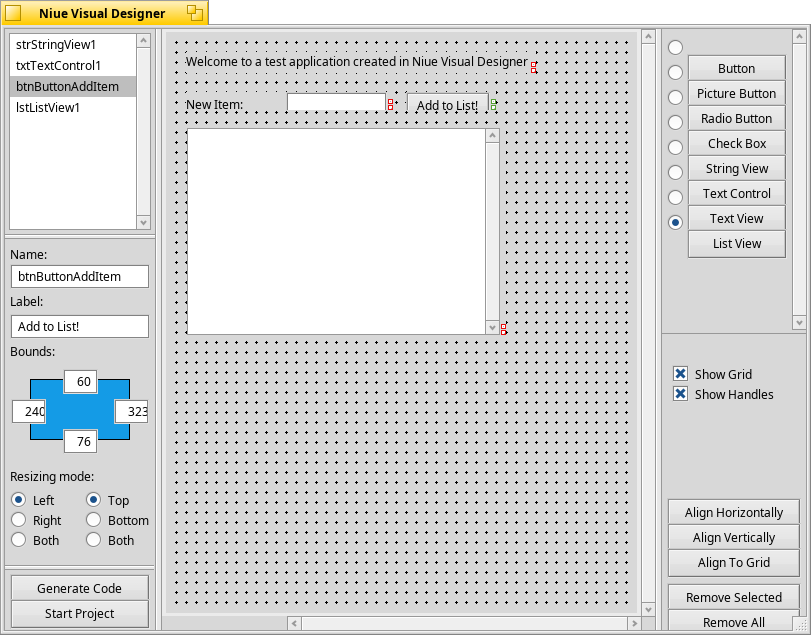 Niue Visual Designer
strStringView1
txtTextControl1
btnButtonAddItem
lstListView1
Name:
btnButtonAddItem
Label:
Add to List!
Bounds:
60
240
323
76
Resizing mode:
Left
Top
Right
Bottom
Both
Both
Generate Code
Start Project
Welcome to a test application created in Niue Visual Designer
New Item:
Add to List!
Button
Picture Button
Radio Button
Check Box
String View
Text Control
Text View
List View
Show Grid
Show Handles
Align Horizontally
Align Vertically
Align To Grid
Remove Selected
Remove All